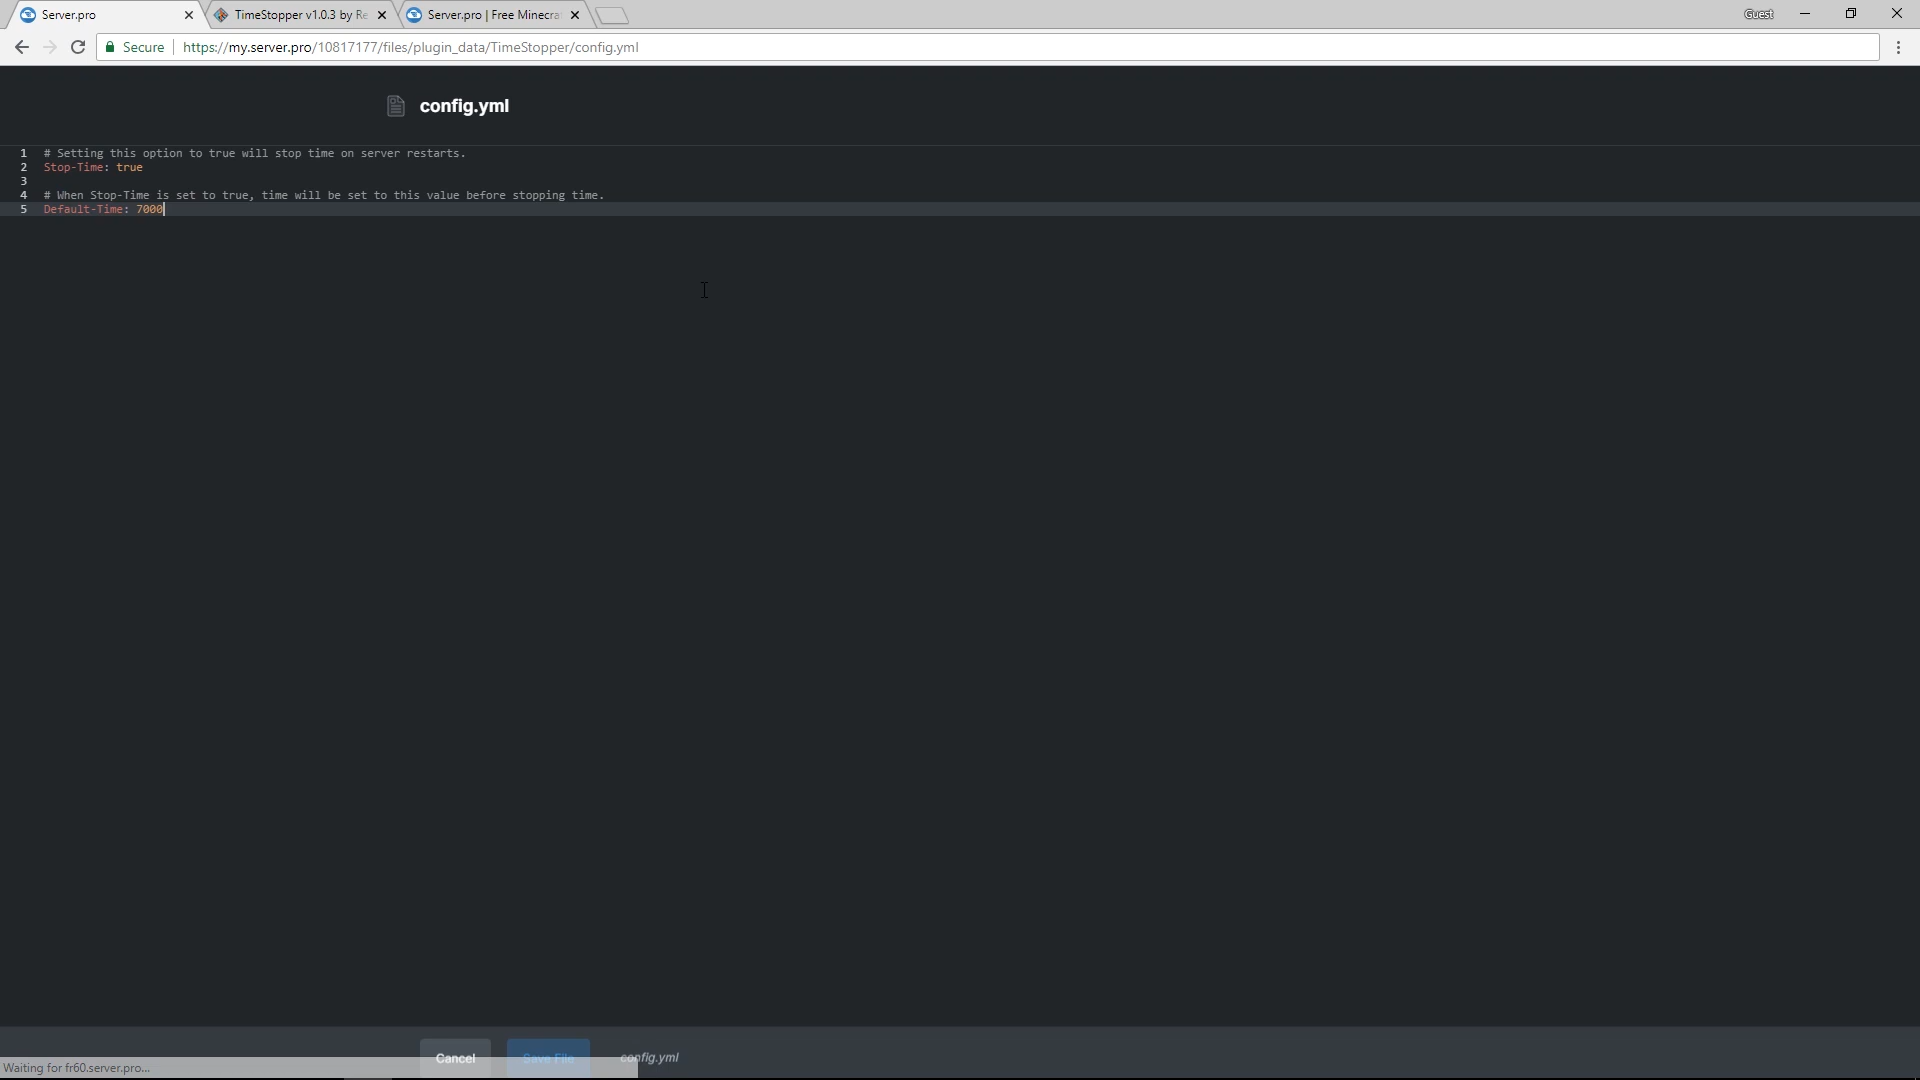 Server.pro
TimeStopper v1.0.3 by Re
Server.pro | Free Minecra
Guest
Secure
https://my.server.pro/10817177/files/plugin_data/TimeStopper/config.yml
config.yml
1 # Setting this option to true will stop time on server restarts.
2 Stop-Time: true
3
4 # When Stop-Time is set to true, time will be set to this value before stopping time.
5 Default-Time: 7000
Cancel
Save File
config.yml
Waiting for fr60.server.pro...